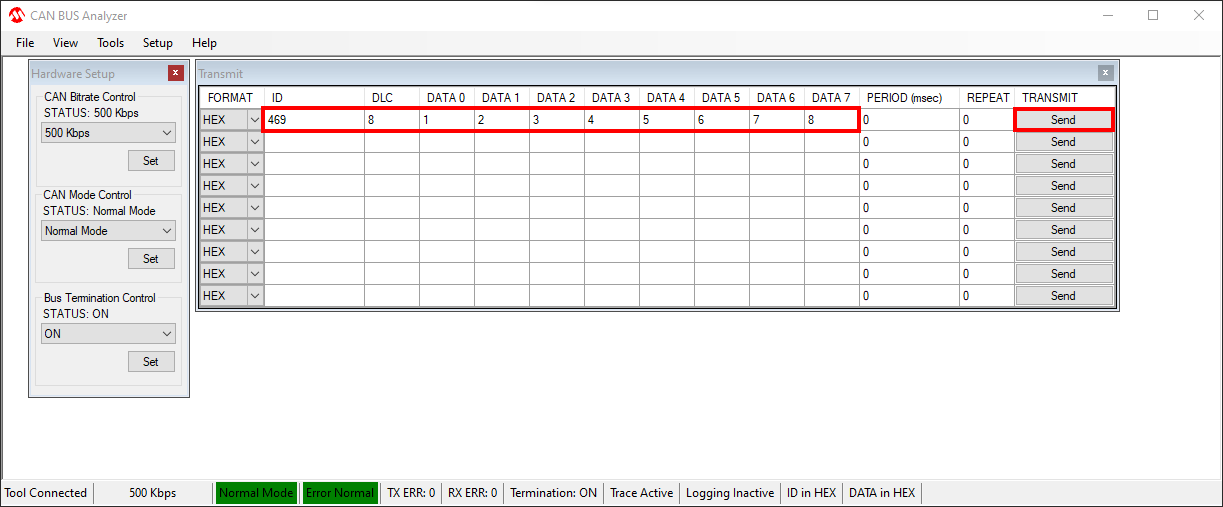 CAN BUS Analyzer
File View Tools Setup Help
Hardware Setup x
CAN Bitrate Control
STATUS: 500 Kbps
500 Kbps
Set
CAN Mode Control
STATUS: Normal Mode
Normal Mode
Set
Bus Termination Control
STATUS: ON
ON
Set
Transmit x
FORMAT ID DLC DATA 0 DATA 1 DATA 2 DATA 3 DATA 4 DATA 5 DATA 6 DATA 7 PERIOD (msec) REPEAT TRANSMIT
HEX 469 8 1 2 3 4 5 6 7 8 0 0 Send
HEX 0 0 Send
HEX 0 0 Send
HEX 0 0 Send
HEX 0 0 Send
HEX 0 0 Send
HEX 0 0 Send
HEX 0 0 Send
HEX 0 0 Send
Tool Connected 500 Kbps Normal Mode Error Normal TX ERR: 0 RX ERR: 0 Termination: ON Trace Active Logging Inactive ID in HEX DATA in HEX